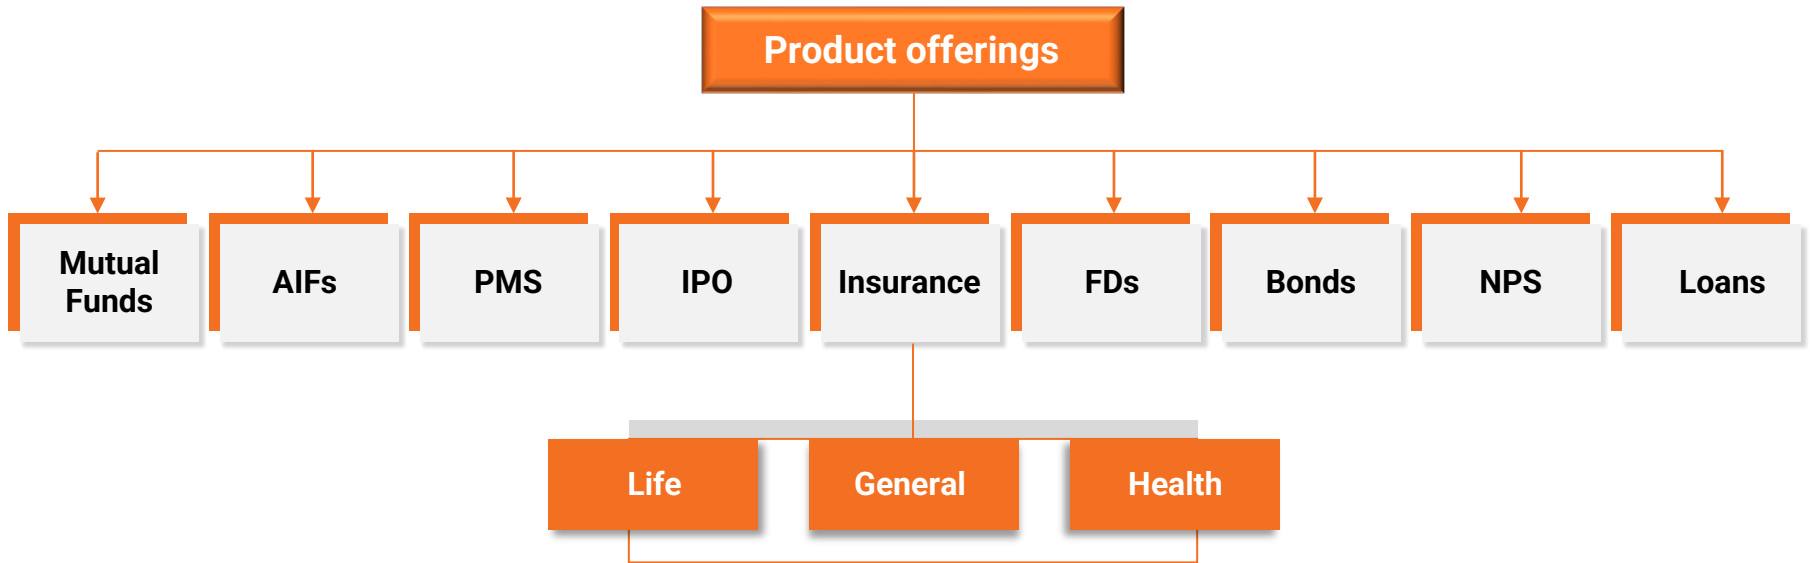 Product offerings
Mutual
Funds
AIFs
PMS
IPO
Insurance
FDs
Bonds
NPS
Loans
Life
General
Health